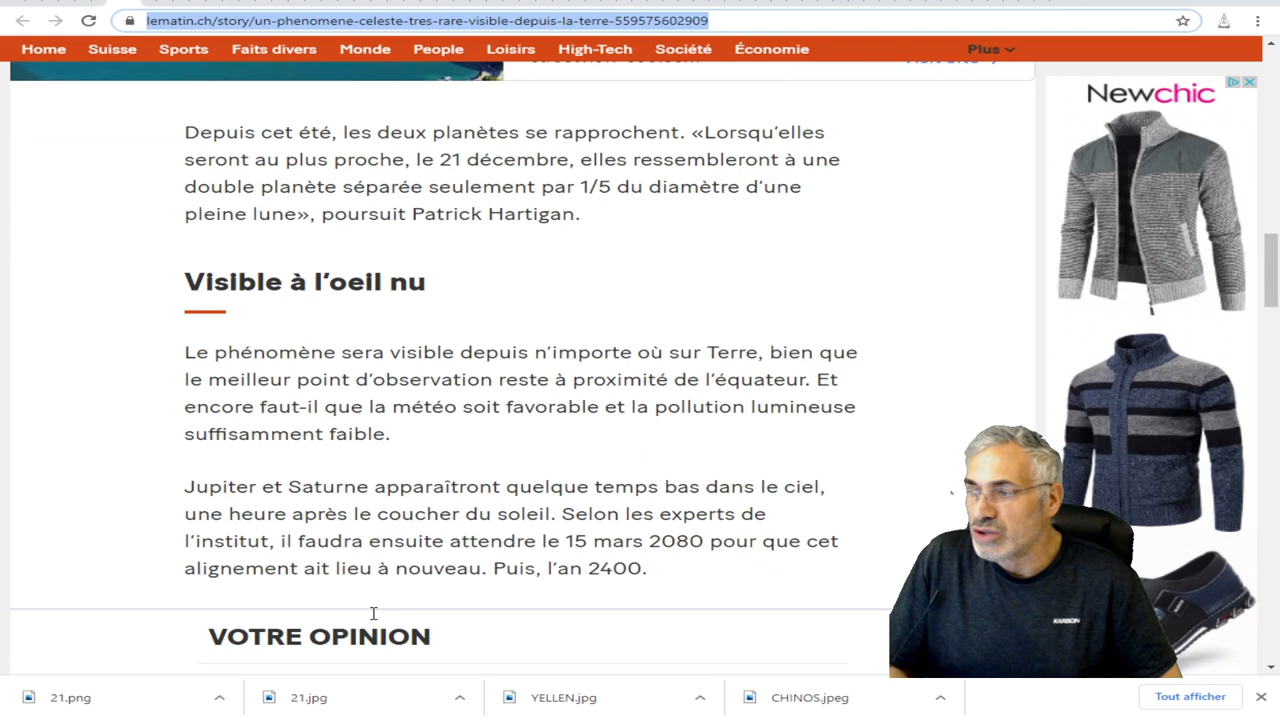 lematin.ch/story/un-phenomene-celeste-tres-rare-visible-depuis-la-terre-559575602909
Home Suisse Sports Faits divers Monde People Loisirs High-Tech Société Économie Plus
Newchic
Depuis cet été, les deux planètes se rapprochent. «Lorsqu'elles
seront au plus proche, le 21 décembre, elles ressembleront à une
double planète séparée seulement par 1/5 du diamètre d'une
pleine lune», poursuit Patrick Hartigan.
Visible à l'oeil nu
Le phénomène sera visible depuis n'importe où sur Terre, bien que
le meilleur point d'observation reste à proximité de l'équateur. Et
encore faut-il que la météo soit favorable et la pollution lumineuse
suffisamment faible.
Jupiter et Saturne apparaîtront quelque temps bas dans le ciel,
une heure après le coucher du soleil. Selon les experts de
l'institut, il faudra ensuite attendre le 15 mars 2080 pour que cet
alignement ait lieu à nouveau. Puis, l'an 2400.
KARBON
VOTRE OPINION
21.png 21.jpg YELLEN.jpg CHINOS.jpeg Tout afficher